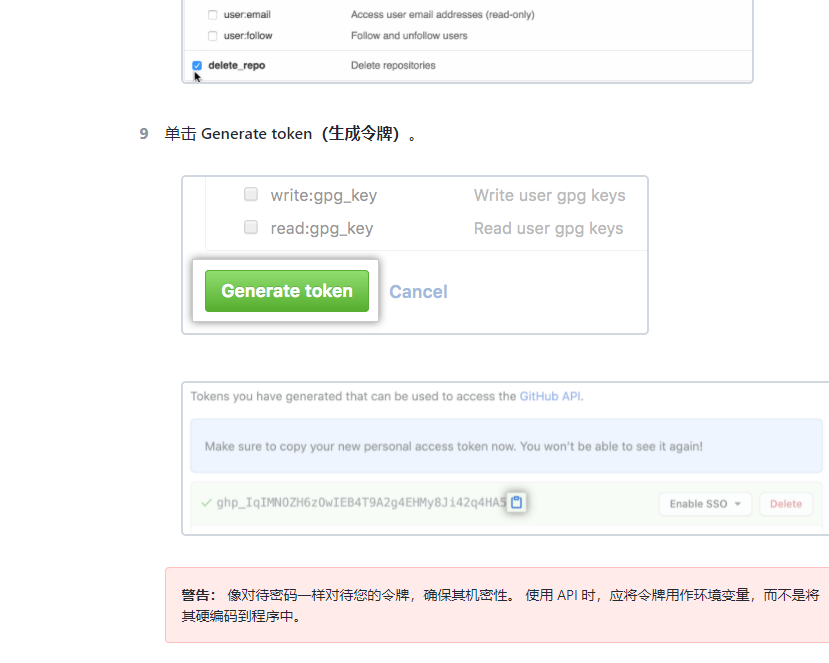 user:email Access user email addresses (read-only)
user:follow Follow and unfollow users
delete_repo Delete repositories
9 单击 Generate token（生成令牌）。
write:gpg_key Write user gpg keys
read:gpg_key Read user gpg keys
Generate token Cancel
Tokens you have generated that can be used to access the GitHub API.
Make sure to copy your new personal access token now. You won't be able to see it again!
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 Enable SSO Delete
警告： 像对待密码一样对待您的令牌，确保其机密性。 使用 API 时，应将令牌用作环境变量，而不是将
其硬编码到程序中。